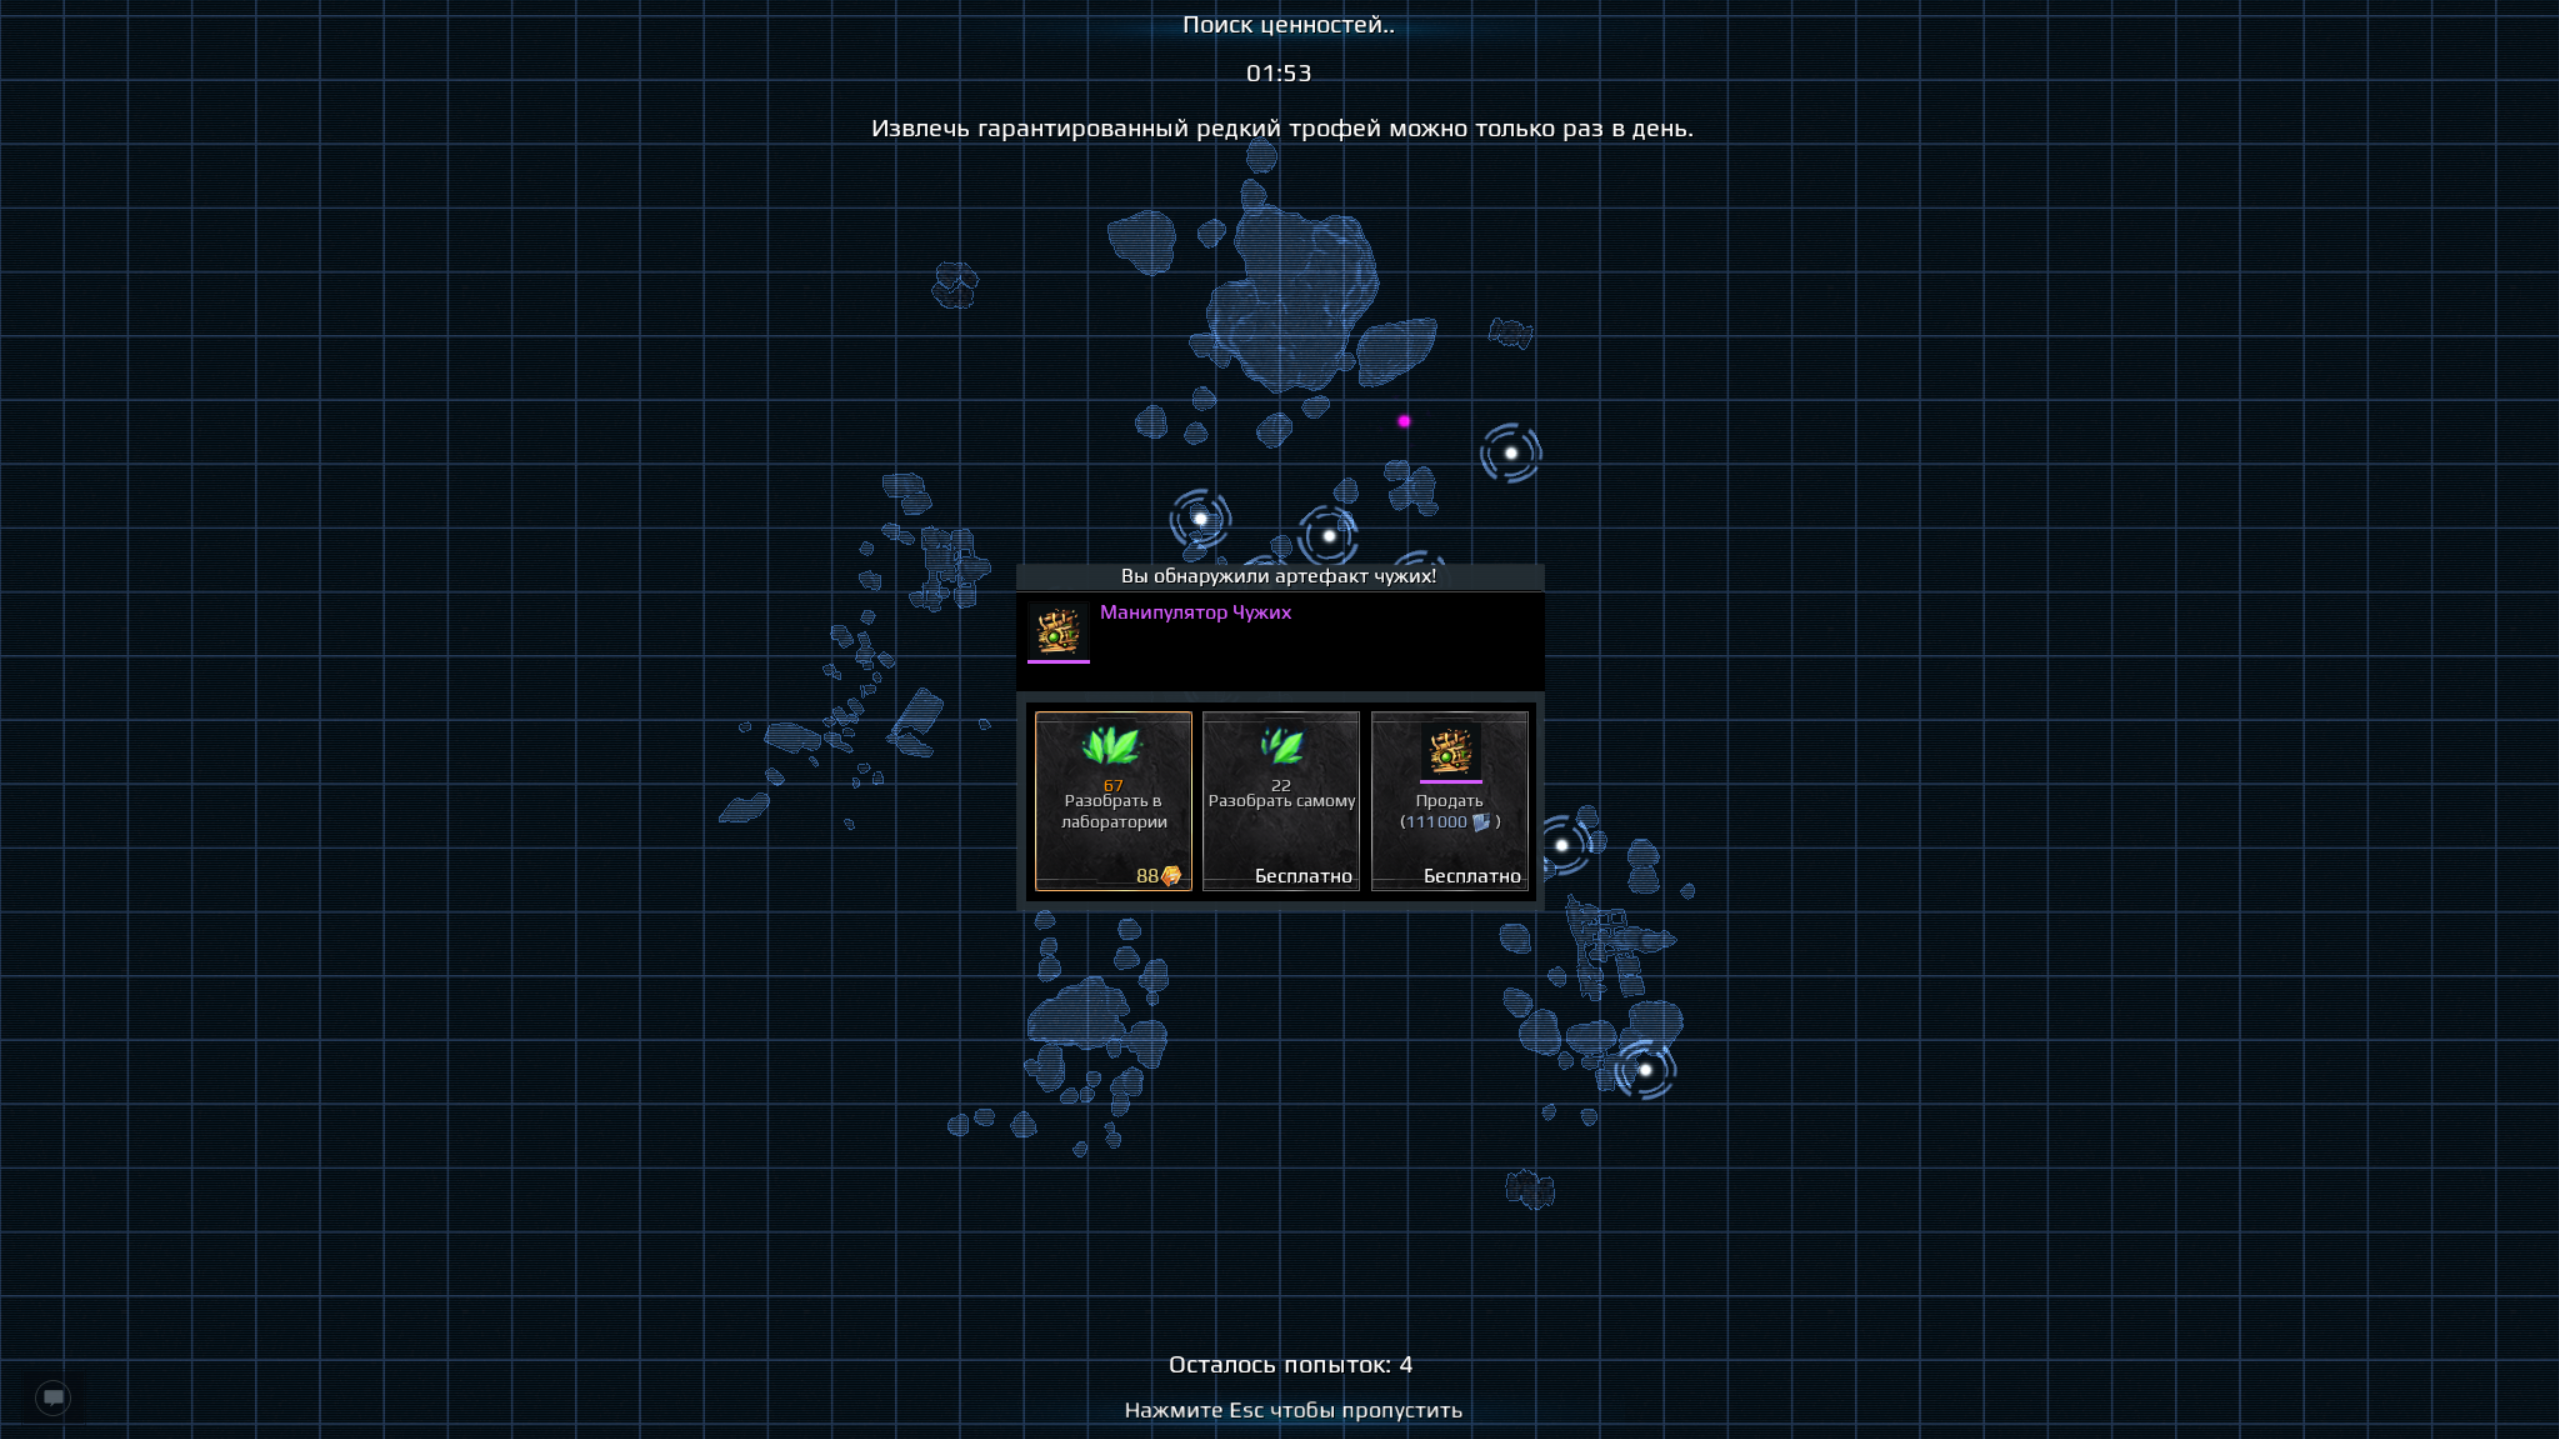 Поиск ценностей..
01:53
Извлечь гарантированный редкий трофей можно только раз в день.
Вы обнаружили артефакт чужих!
Манипулятор Чужих
67
Разобрать в
лаборатории
88
22
Разобрать самому
Бесплатно
Продать
(111000 )
Бесплатно
Осталось попыток: 4
Нажмите Esc чтобы пропустить